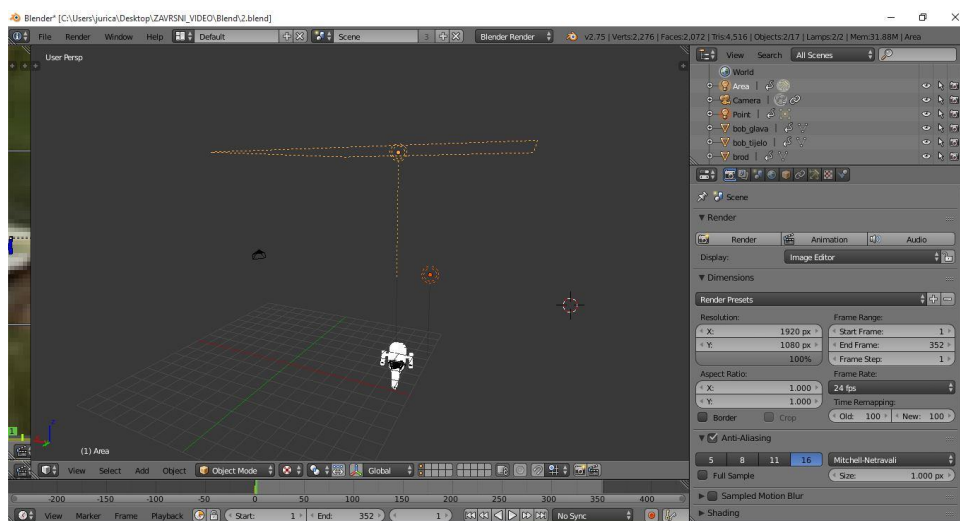 Blender* [C:\Users\jurica\Desktop\ZAVRSNI_VIDEO\Blend\2.blend]
File Render Window Help Default Scene 3 Blender Render v2.75 | Verts:2,276 | Faces:2,072 | Tris:4,516 | Objects:2/17 | Lamps:2/2 | Mem:31.88M | Area
User Persp
View Search All Scenes
World
Area
Camera
Point
bob_glava
bob_tijelo
brod
Scene
Render
Render Animation Audio
Display: Image Editor
Dimensions
Render Presets
Resolution: Frame Range:
X: 1920 px Start Frame: 1
Y: 1080 px End Frame: 352
100% Frame Step: 1
Aspect Ratio: Frame Rate:
X: 1.000 24 fps
Y: 1.000 Time Remapping:
Border Crop Old: 100 New: 100
Anti-Aliasing
5 8 11 16 Mitchell-Netravali
Full Sample Size: 1.000 px
Sampled Motion Blur
Shading
1
z
(1) Area
View Select Add Object Object Mode Global
-200 -150 -100 -50 0 50 100 150 200 250 300 350 400
View Marker Frame Playback Start: 1 End: 352 1 No Sync